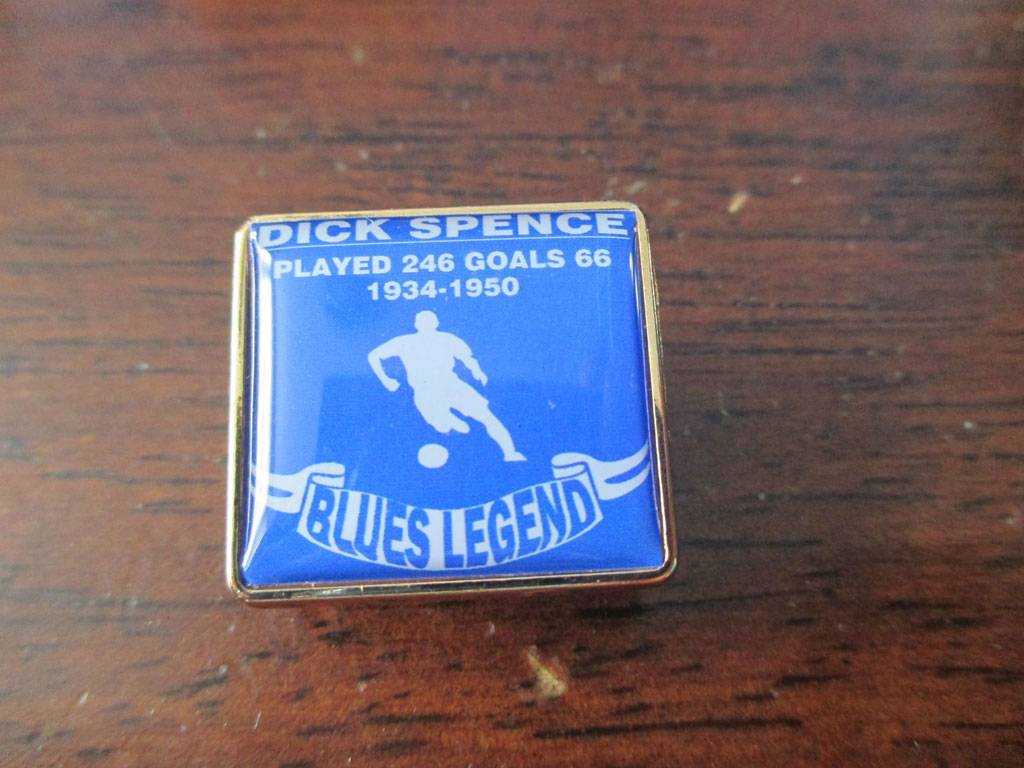 DICK SPENCE
PLAYED 246 GOALS 66
1934-1950
BLUES LEGEND